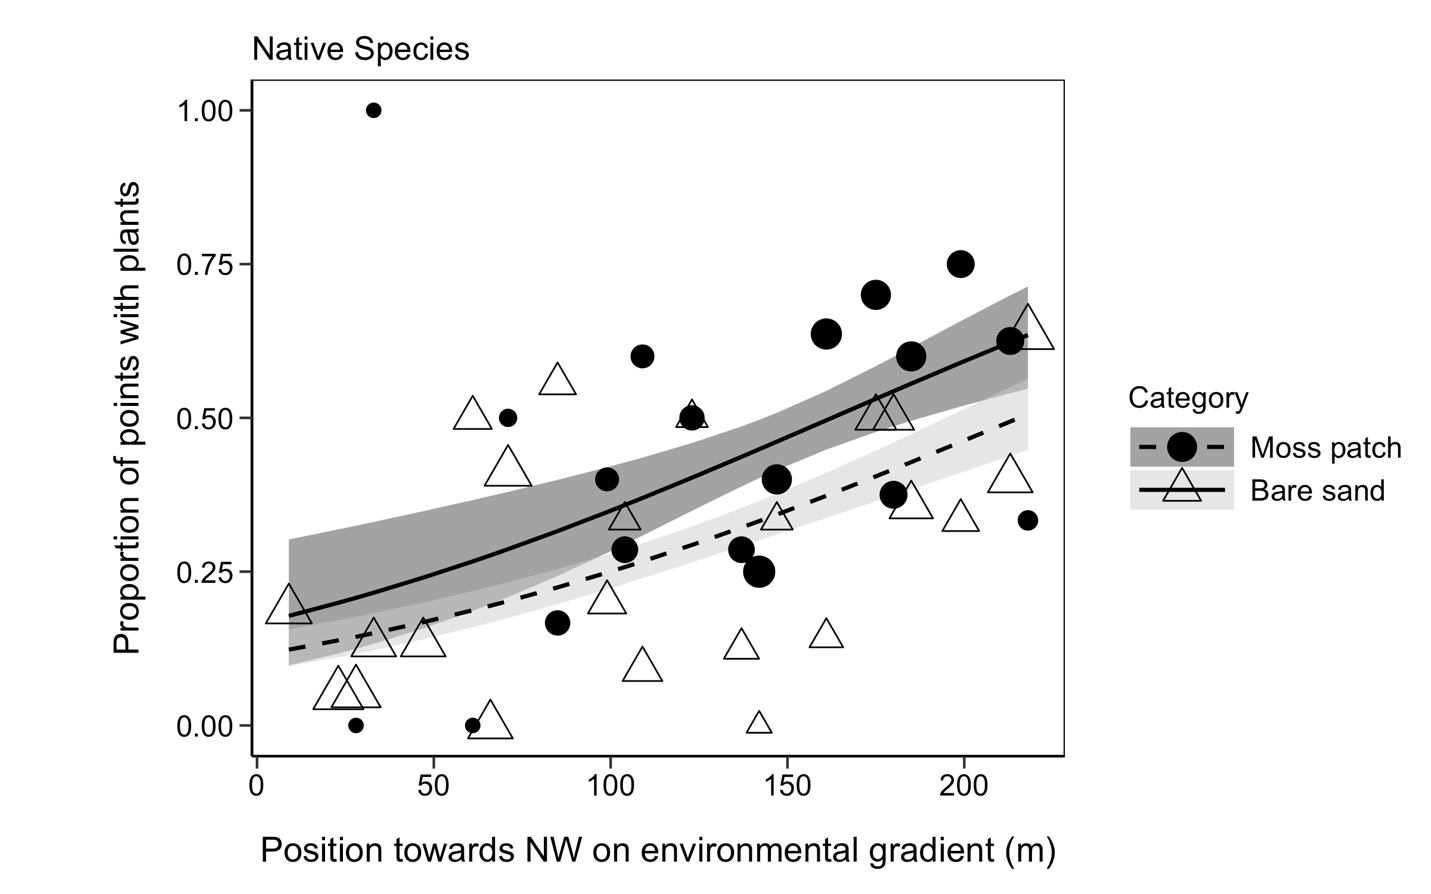 Native Species
1.00
0.75
0.50
0.25
0.00
Proportion of points with plants
0 50 100 150 200
Position towards NW on environmental gradient (m)
Category
Moss patch
Bare sand